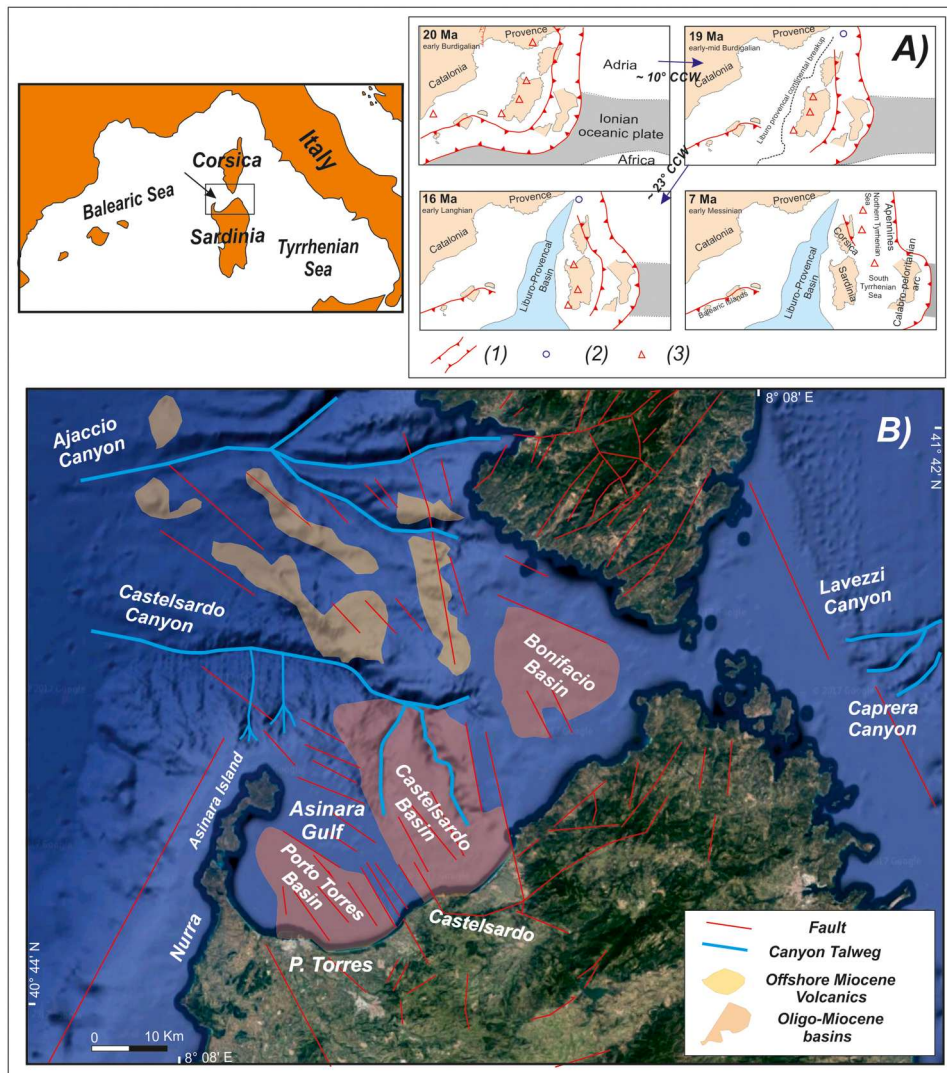 Corsica
Italy
Balearic Sea
Sardinia
Tyrrhenian
Sea
A)
20 Ma
early Burdigalian
Provence
Catalonia
Adria
Ionian
oceanic plate
Africa
~ 10° CCW
19 Ma
early-mid Burdigalian
Provence
Catalonia
Liburo provencal continental breakup
~ 23° CCW
16 Ma
early Langhian
Provence
Catalonia
Liburo-Provencal
Basin
7 Ma
early Messinian
Provence
Catalonia
Liburo-Provencal
Basin
Balearic Islands
Corsica
Sardinia
Northern Tyrrhenian
Sea
Apennines
South
Tyrrhenian
Sea
Calabro-peloritanian
arc
(1)
(2)
(3)
B)
8° 08' E
41° 42' N
Ajaccio
Canyon
Castelsardo
Canyon
Lavezzi
Canyon
Bonifacio
Basin
Caprera
Canyon
Asinara Island
Castelsardo
Basin
Asinara
Gulf
Porto Torres
Basin
Nurra
Castelsardo
P. Torres
40° 44' N
0 10 Km
8° 08' E
Fault
Canyon Talweg
Offshore Miocene
Volcanics
Oligo-Miocene
basins